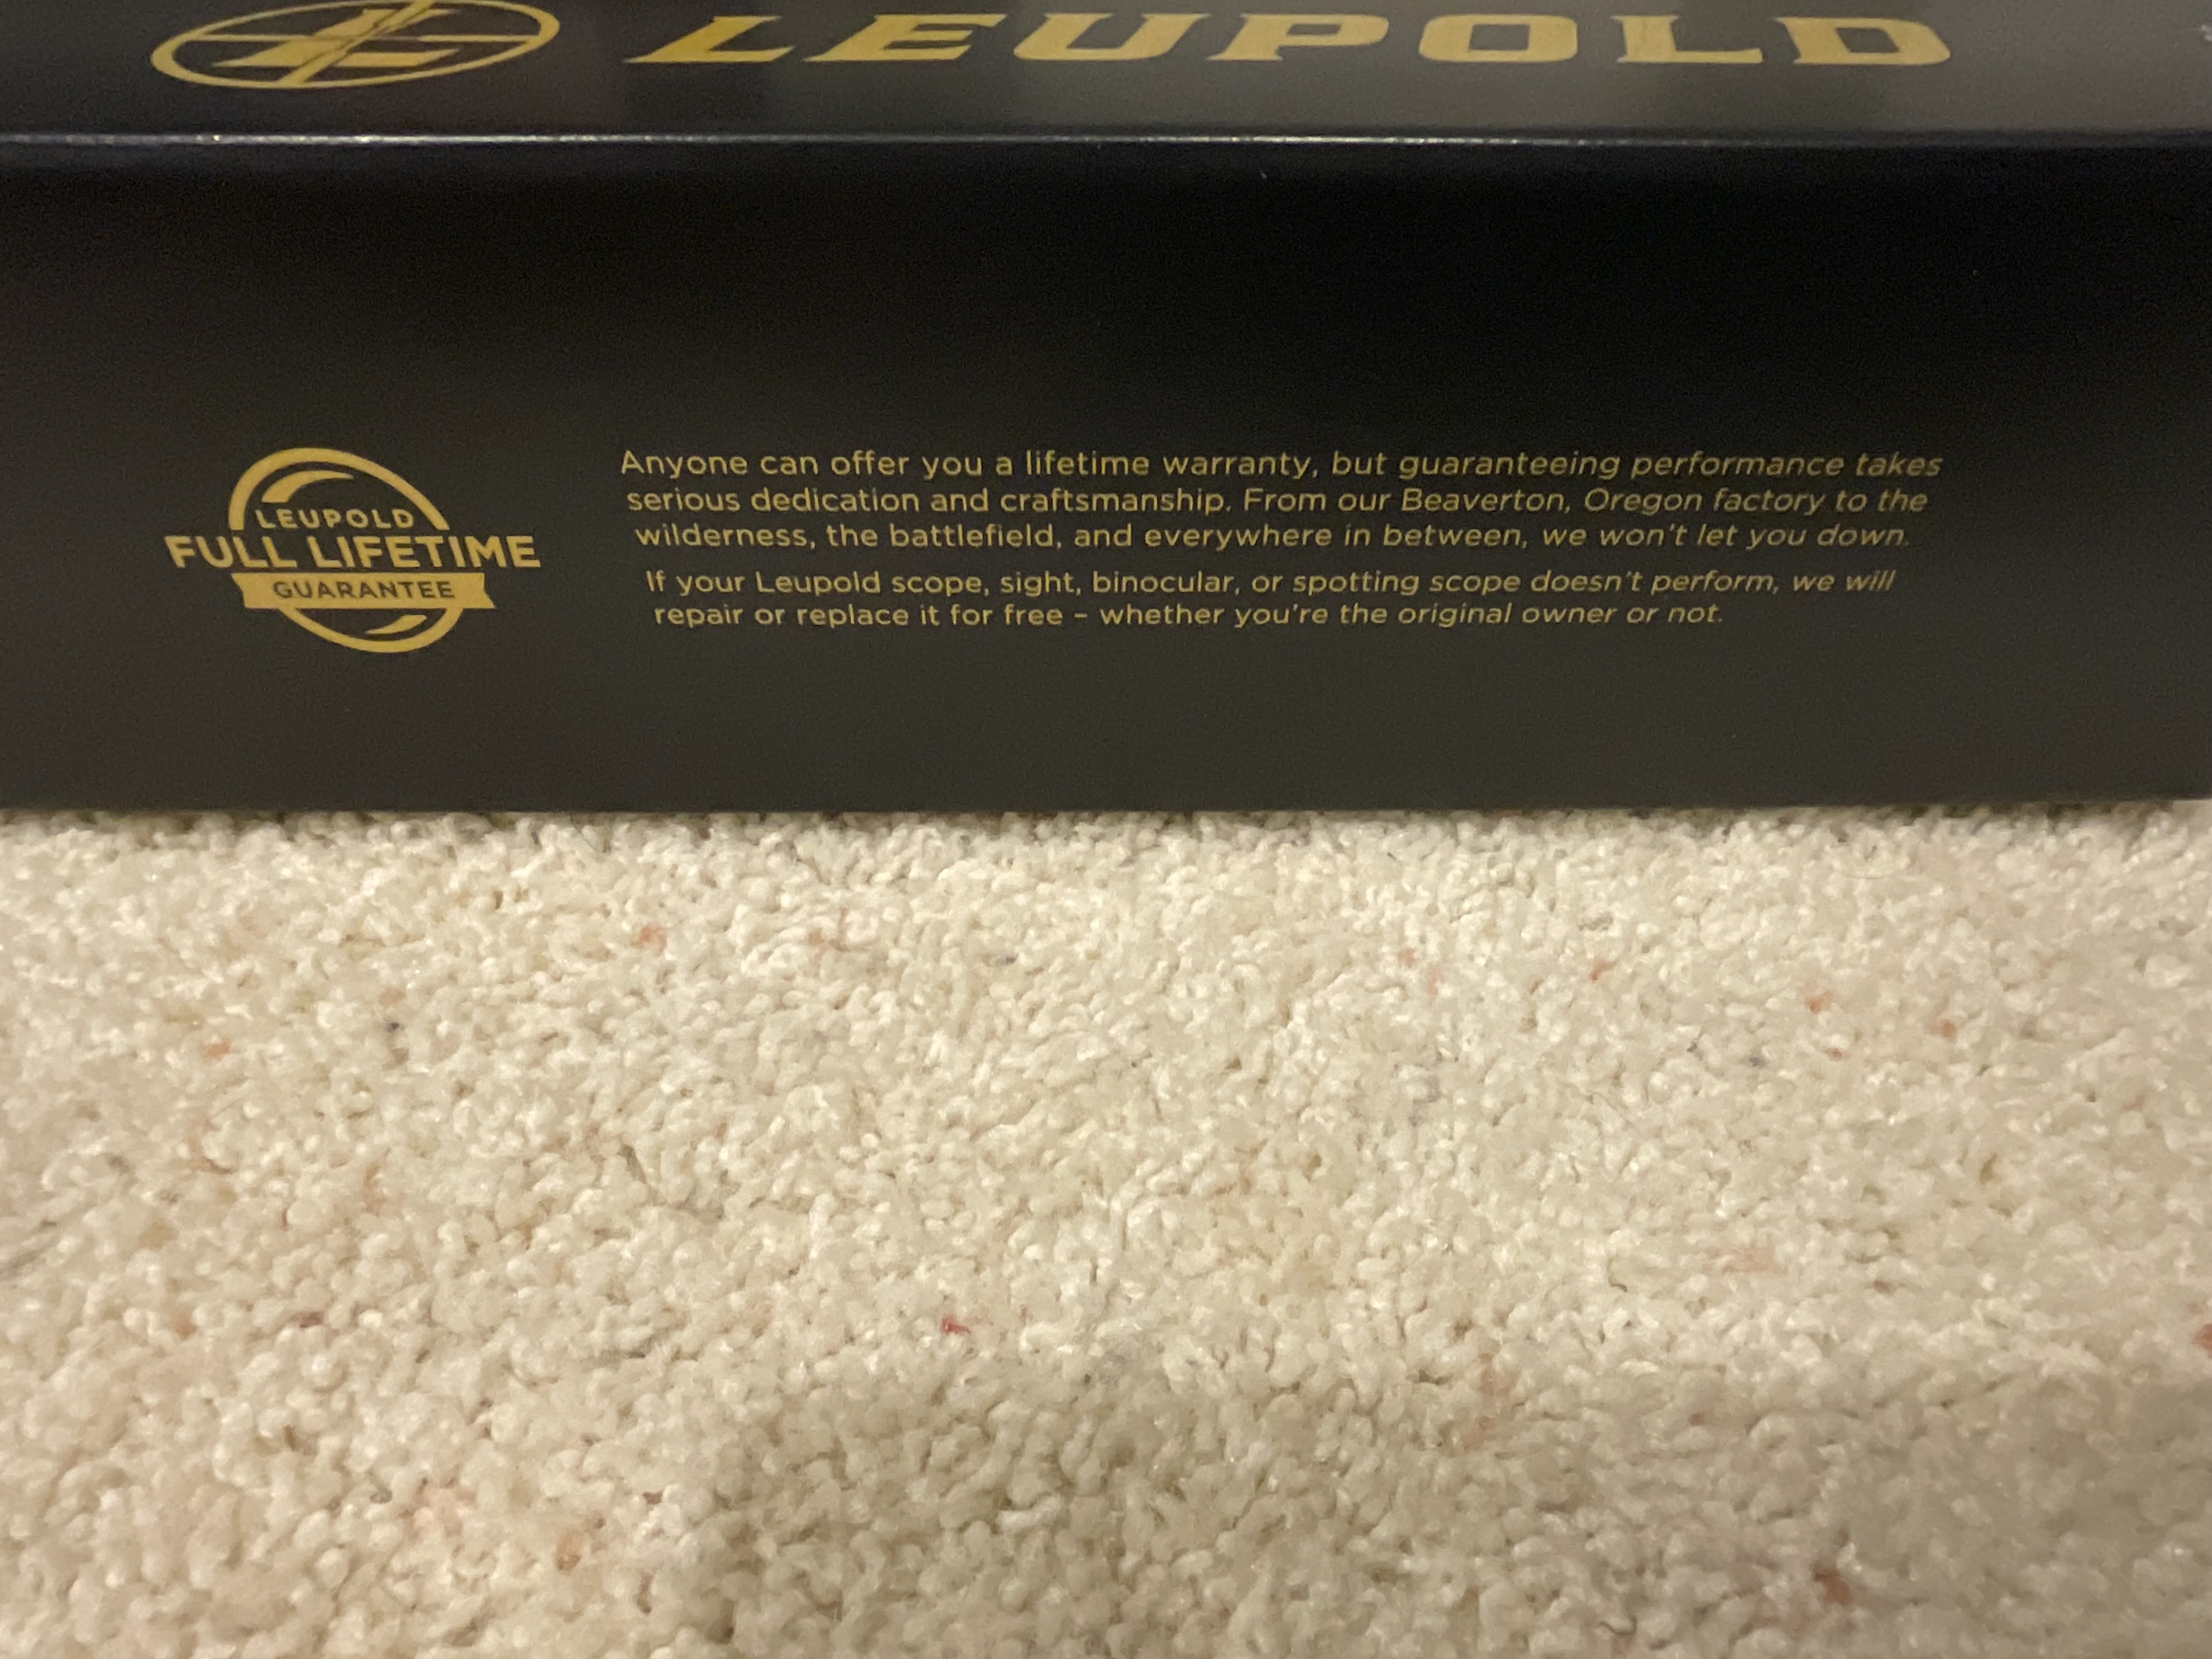 LEUPOLD
LEUPOLD
FULL LIFETIME
GUARANTEE
Anyone can offer you a lifetime warranty, but guaranteeing performance takes
serious dedication and craftsmanship. From our Beaverton, Oregon factory to the
wilderness, the battlefield, and everywhere in between, we won't let you down.
If your Leupold scope, sight, binocular, or spotting scope doesn't perform, we will
repair or replace it for free – whether you're the original owner or not.